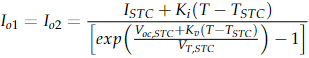 I_{o1} = I_{o2} = \frac{I_{STC} + K_i(T - T_{STC})}{\left[exp\left(\frac{V_{oc,STC} + K_v(T - T_{STC})}{V_{T,STC}}\right) - 1\right]}